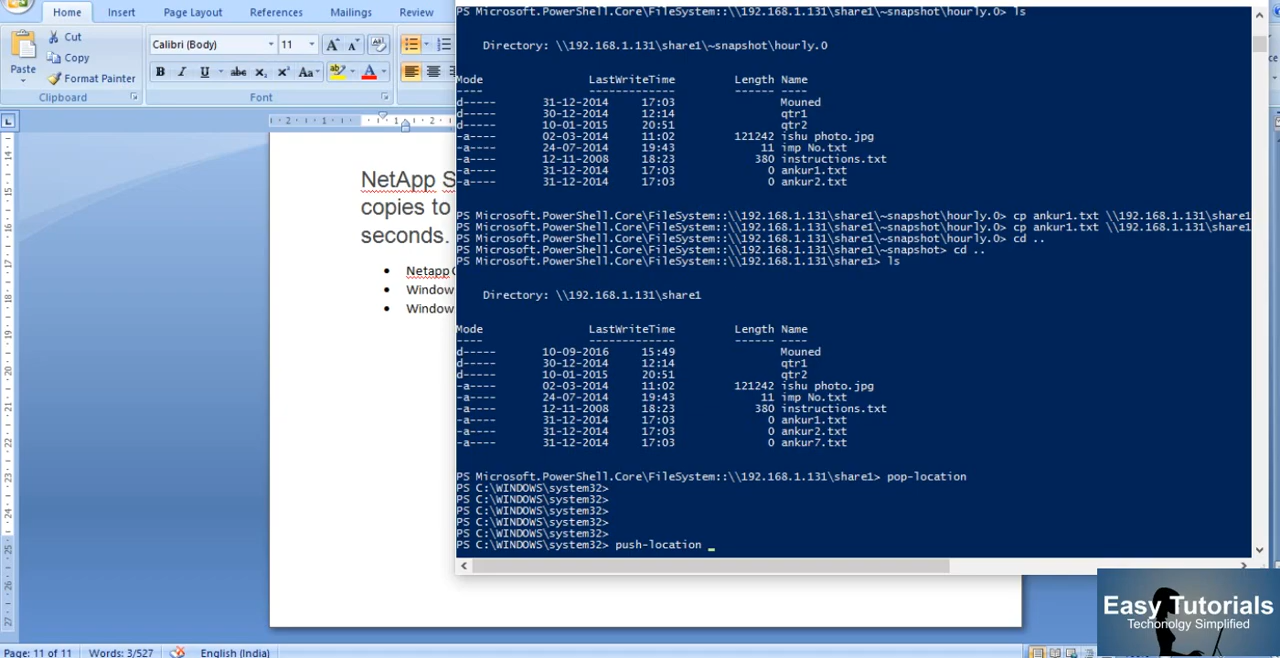 Home Insert Page Layout References Mailings Review
Cut
Copy
Paste
Format Painter
Clipboard
Calibri (Body) 11
B I U abc X₂ X² Aa A
Font
2 1 1 2
NetApp S
copies to
seconds.
• Netapp
• Window
• Window
PS Microsoft.PowerShell.Core\FileSystem::\\192.168.1.131\share1\~snapshot\hourly.0> ls
Directory: \\192.168.1.131\share1\~snapshot\hourly.0
Mode LastWriteTime Length Name
---- ------------- ------ ----
d----- 31-12-2014 17:03 Mouned
d----- 30-12-2014 12:14 qtr1
d----- 10-01-2015 20:51 qtr2
-a---- 02-03-2014 11:02 121242 ishu photo.jpg
-a---- 24-07-2014 19:43 11 imp No.txt
-a---- 12-11-2008 18:23 380 instructions.txt
-a---- 31-12-2014 17:03 0 ankur1.txt
-a---- 31-12-2014 17:03 0 ankur2.txt
PS Microsoft.PowerShell.Core\FileSystem::\\192.168.1.131\share1\~snapshot\hourly.0> cp ankur1.txt \\192.168.1.131\share1
PS Microsoft.PowerShell.Core\FileSystem::\\192.168.1.131\share1\~snapshot\hourly.0> cp ankur1.txt \\192.168.1.131\share1
PS Microsoft.PowerShell.Core\FileSystem::\\192.168.1.131\share1\~snapshot\hourly.0> cd ..
PS Microsoft.PowerShell.Core\FileSystem::\\192.168.1.131\share1\~snapshot> cd ..
PS Microsoft.PowerShell.Core\FileSystem::\\192.168.1.131\share1> ls
Directory: \\192.168.1.131\share1
Mode LastWriteTime Length Name
---- ------------- ------ ----
d----- 10-09-2016 15:49 Mouned
d----- 30-12-2014 12:14 qtr1
d----- 10-01-2015 20:51 qtr2
-a---- 02-03-2014 11:02 121242 ishu photo.jpg
-a---- 24-07-2014 19:43 11 imp No.txt
-a---- 12-11-2008 18:23 380 instructions.txt
-a---- 31-12-2014 17:03 0 ankur1.txt
-a---- 31-12-2014 17:03 0 ankur2.txt
-a---- 31-12-2014 17:03 0 ankur7.txt
PS Microsoft.PowerShell.Core\FileSystem::\\192.168.1.131\share1> pop-location
PS C:\WINDOWS\system32>
PS C:\WINDOWS\system32>
PS C:\WINDOWS\system32>
PS C:\WINDOWS\system32>
PS C:\WINDOWS\system32>
PS C:\WINDOWS\system32> push-location _
Easy Tutorials
Techonolgy Simplified
Page: 11 of 11 Words: 3/527 English (India)